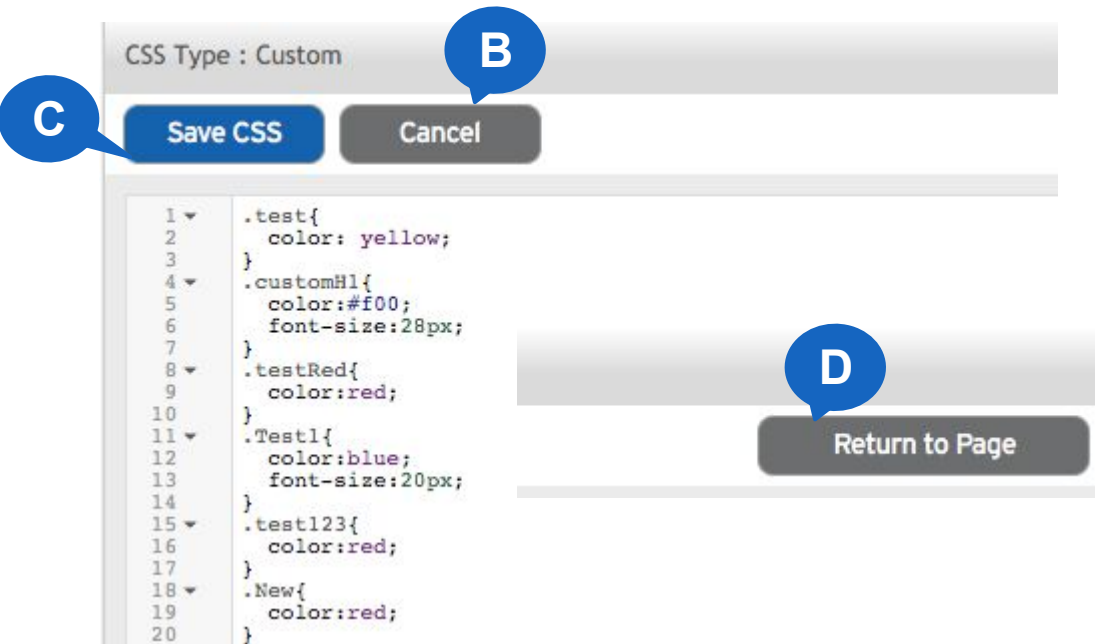 B
CSS Type : Custom
C
Save CSS
Cancel
1 .test{
2 color: yellow;
3 }
4 .customH1{
5 color:#f00;
6 font-size:28px;
7 }
8 .testRed{
9 color:red;
10 }
11 .Test1{
12 color:blue;
13 font-size:20px;
14 }
15 .test123{
16 color:red;
17 }
18 .New{
19 color:red;
20 }
D
Return to Page